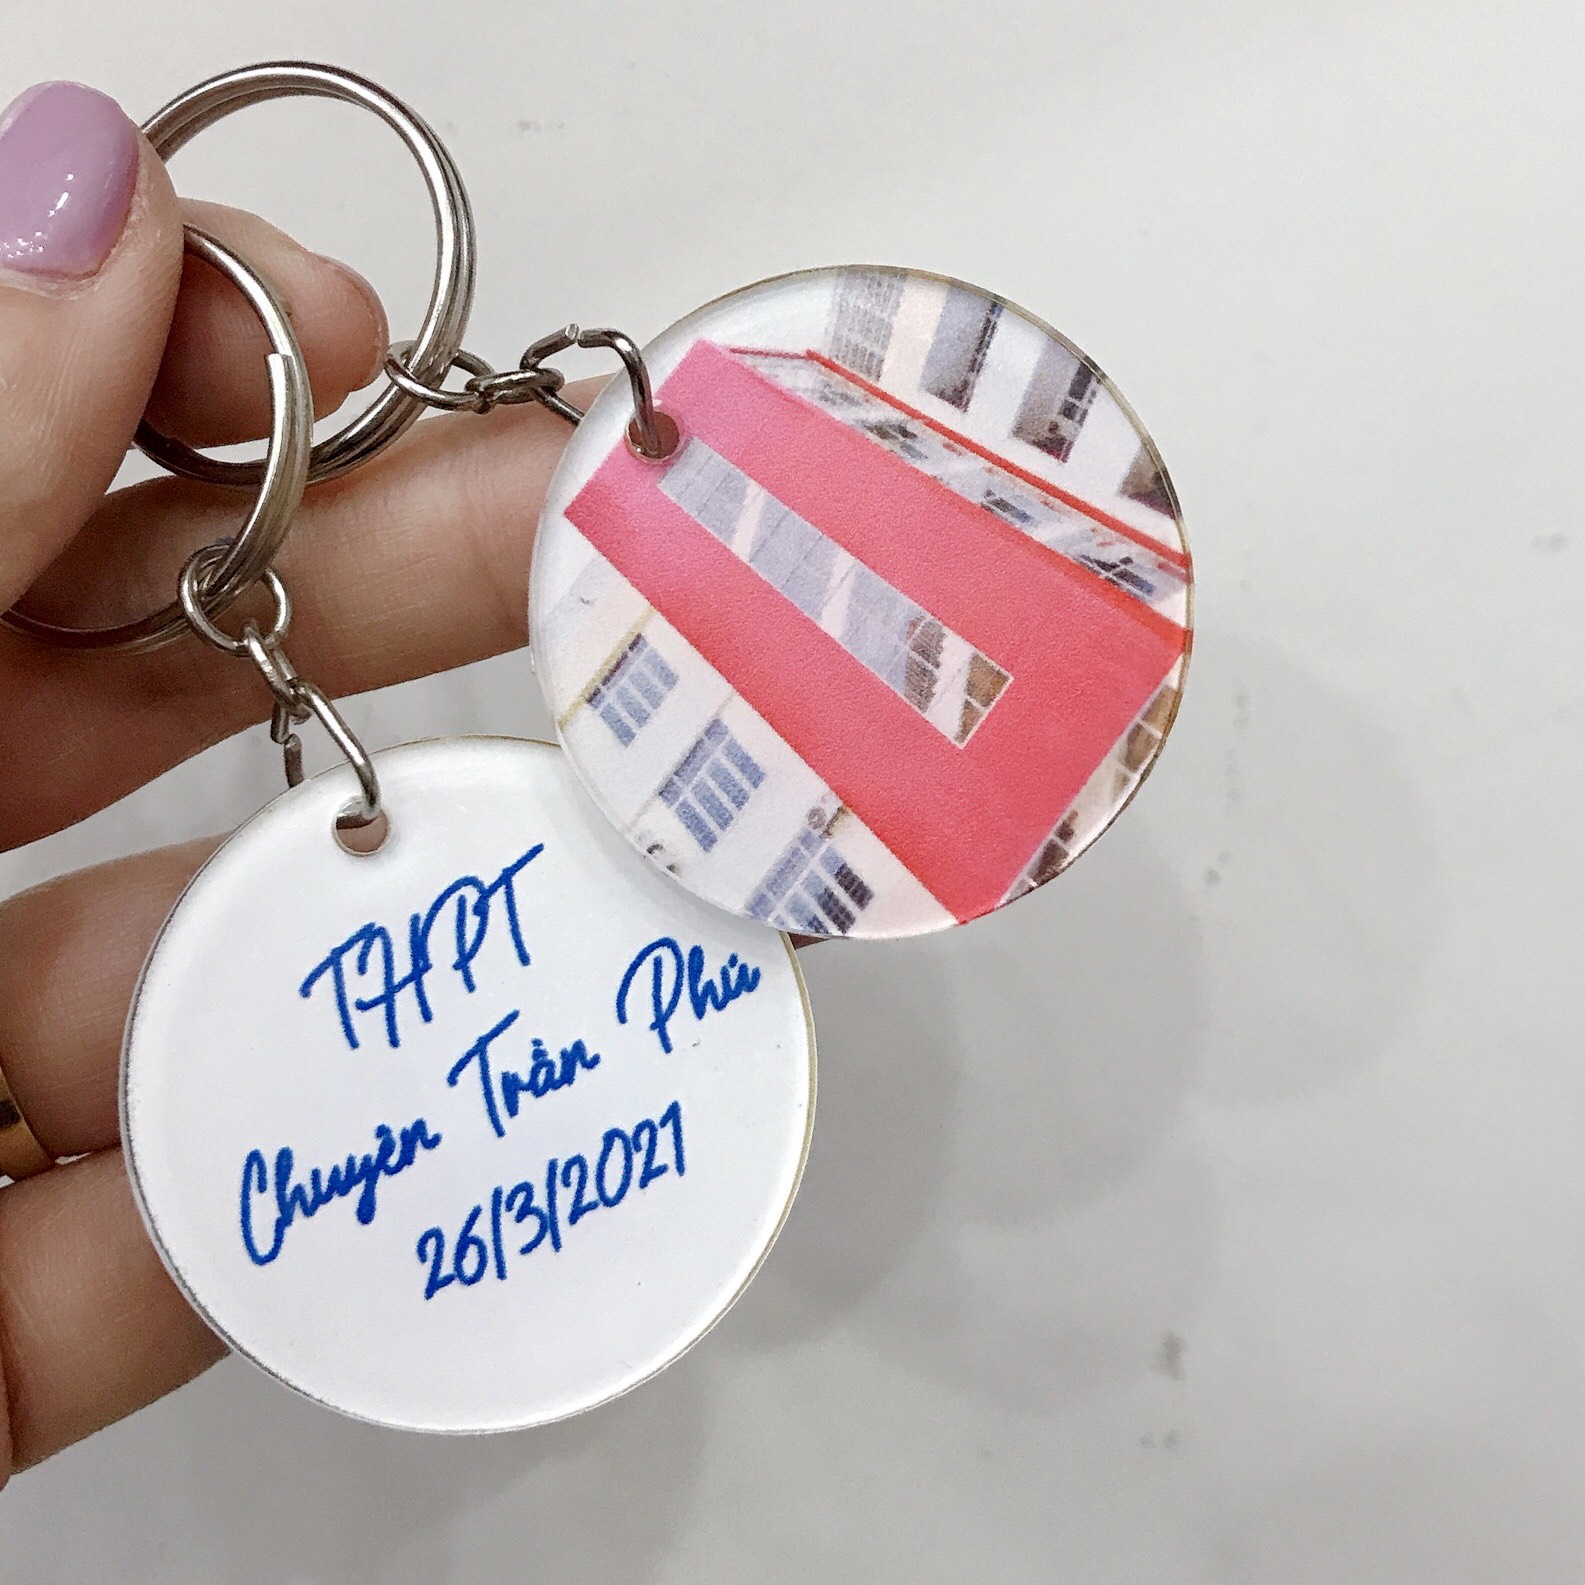 THPT
Chuyên Trần Phú
26/3/2021